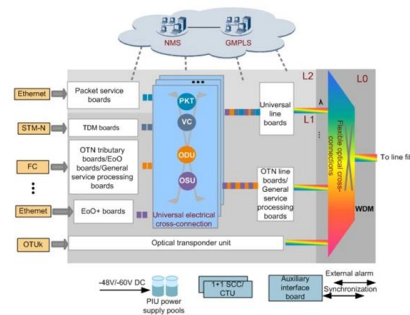 NMS
GMPLS
L2
L0
Ethernet
Packet service
boards
PKT
Universal
line
boards
λ
L1
STM-N
TDM boards
VC
Flexible optical cross-
connections
FC
OTN tributary
boards/EoO
boards/General
service processing
boards
ODU
To line fib
OSU
OTN line
boards/
General
service
processing
boards
Ethernet
EoO+ boards
Universal electrical
cross-connection
WDM
OTUk
Optical transponder unit
-48V/-60V DC
PIU power
supply pools
1+1 SCC/
CTU
Auxiliary
interface
board
External alarm
Synchronization